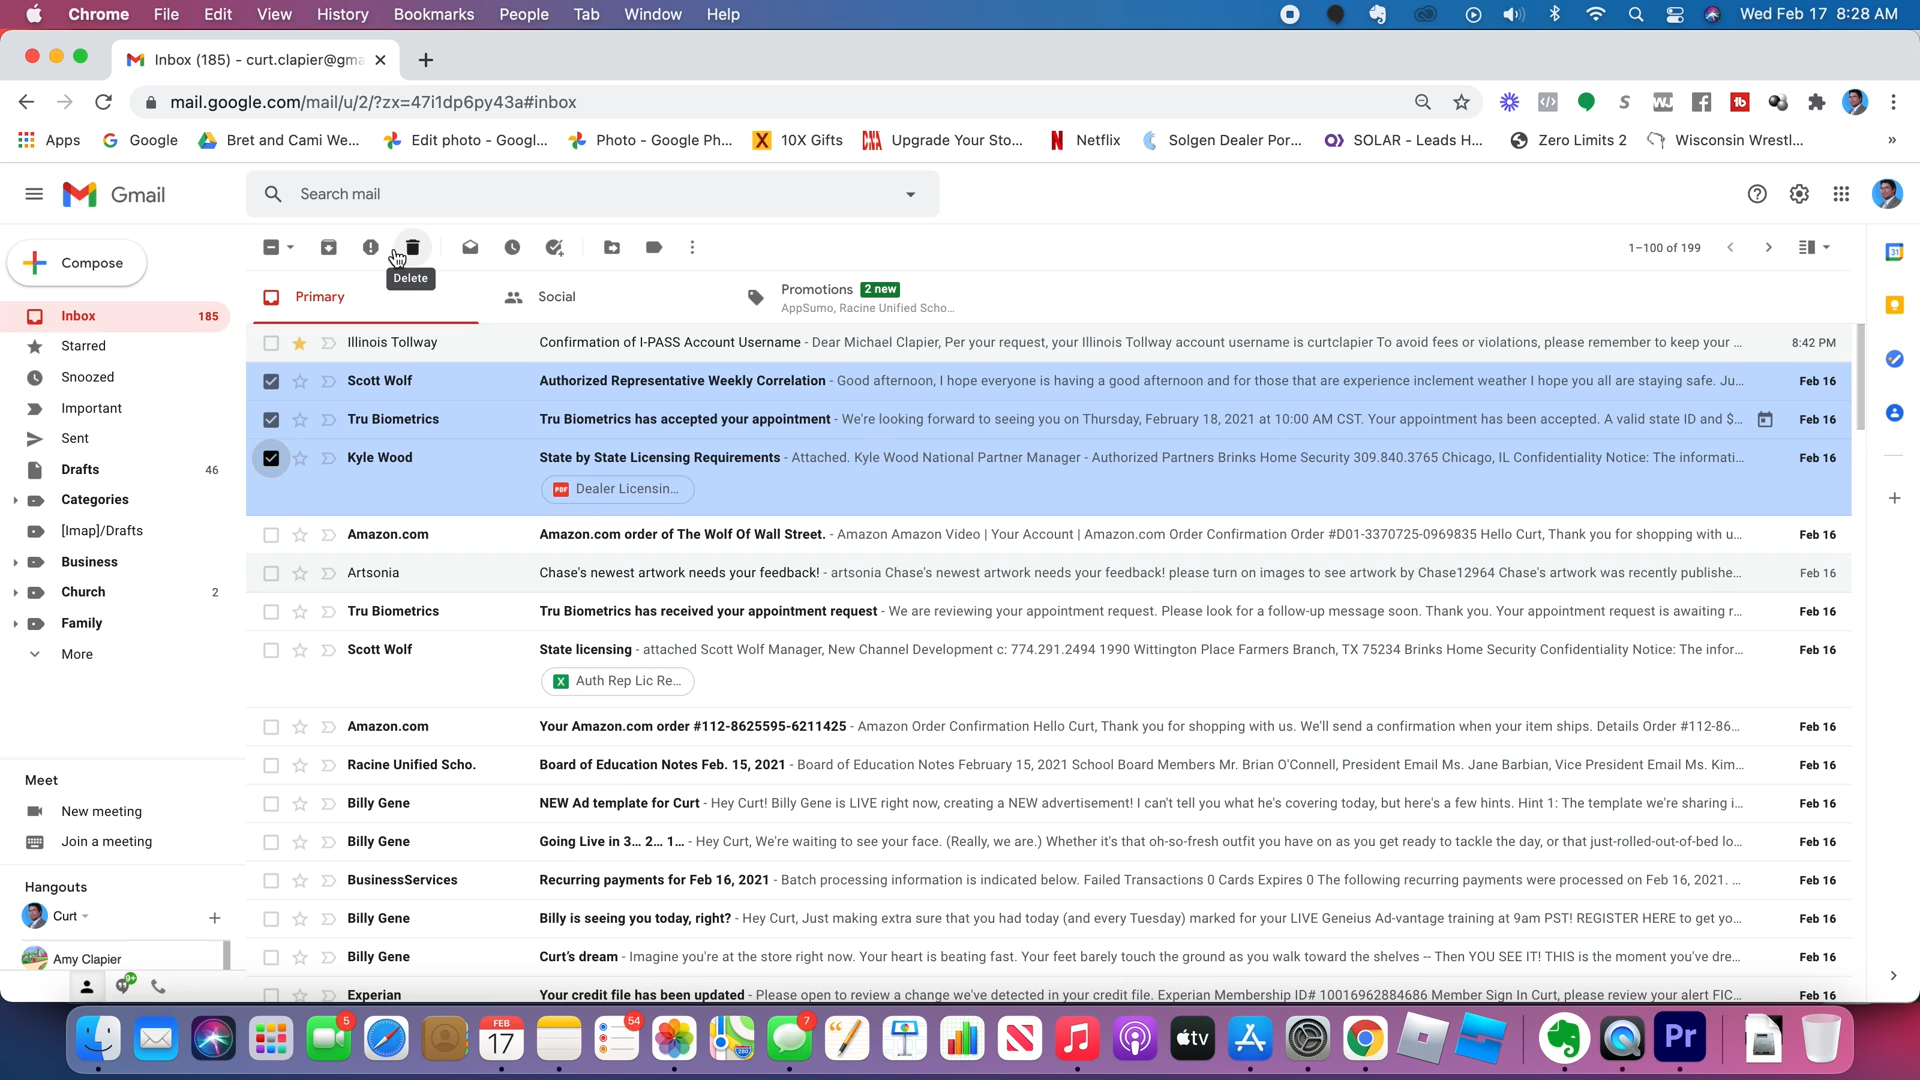 Chrome File Edit View History Bookmarks People Tab Window Help Wed Feb 17 8:28 AM
Inbox (185) - curt.clapier@gma
mail.google.com/mail/u/2/?zx=47i1dp6py43a#inbox
Apps Google Bret and Cami We... Edit photo - Googl... Photo - Google Ph... 10X Gifts Upgrade Your Sto... Netflix Solgen Dealer Por... SOLAR - Leads H... Zero Limits 2 Wisconsin Wrestl... »
Gmail Search mail
1–100 of 199
Compose
Delete
Primary Social Promotions 2 new
AppSumo, Racine Unified Scho...
Inbox 185
Starred
Snoozed
Important
Sent
Drafts 46
Categories
[Imap]/Drafts
Business
Church 2
Family
More
Illinois Tollway Confirmation of I-PASS Account Username - Dear Michael Clapier, Per your request, your Illinois Tollway account username is curtclapier To avoid fees or violations, please remember to keep your ... 8:42 PM
Scott Wolf Authorized Representative Weekly Correlation - Good afternoon, I hope everyone is having a good afternoon and for those that are experience inclement weather I hope you all are staying safe. Ju... Feb 16
Tru Biometrics Tru Biometrics has accepted your appointment - We're looking forward to seeing you on Thursday, February 18, 2021 at 10:00 AM CST. Your appointment has been accepted. A valid state ID and $... Feb 16
Kyle Wood State by State Licensing Requirements - Attached. Kyle Wood National Partner Manager - Authorized Partners Brinks Home Security 309.840.3765 Chicago, IL Confidentiality Notice: The informati... Feb 16
PDF Dealer Licensin...
Amazon.com Amazon.com order of The Wolf Of Wall Street. - Amazon Amazon Video | Your Account | Amazon.com Order Confirmation Order #D01-3370725-0969835 Hello Curt, Thank you for shopping with u... Feb 16
Artsonia Chase's newest artwork needs your feedback! - artsonia Chase's newest artwork needs your feedback! please turn on images to see artwork by Chase12964 Chase's artwork was recently publishe... Feb 16
Tru Biometrics Tru Biometrics has received your appointment request - We are reviewing your appointment request. Please look for a follow-up message soon. Thank you. Your appointment request is awaiting r... Feb 16
Scott Wolf State licensing - attached Scott Wolf Manager, New Channel Development c: 774.291.2494 1990 Wittington Place Farmers Branch, TX 75234 Brinks Home Security Confidentiality Notice: The infor... Feb 16
X Auth Rep Lic Re...
Amazon.com Your Amazon.com order #112-8625595-6211425 - Amazon Order Confirmation Hello Curt, Thank you for shopping with us. We'll send a confirmation when your item ships. Details Order #112-86... Feb 16
Racine Unified Scho. Board of Education Notes Feb. 15, 2021 - Board of Education Notes February 15, 2021 School Board Members Mr. Brian O'Connell, President Email Ms. Jane Barbian, Vice President Email Ms. Kim... Feb 16
Billy Gene NEW Ad template for Curt - Hey Curt! Billy Gene is LIVE right now, creating a NEW advertisement! I can't tell you what he's covering today, but here's a few hints. Hint 1: The template we're sharing i... Feb 16
Billy Gene Going Live in 3... 2... 1... - Hey Curt, We're waiting to see your face. (Really, we are.) Whether it's that oh-so-fresh outfit you have on as you get ready to tackle the day, or that just-rolled-out-of-bed lo... Feb 16
BusinessServices Recurring payments for Feb 16, 2021 - Batch processing information is indicated below. Failed Transactions 0 Cards Expires 0 The following recurring payments were processed on Feb 16, 2021. ... Feb 16
Billy Gene Billy is seeing you today, right? - Hey Curt, Just making extra sure that you had today (and every Tuesday) marked for your LIVE Geneius Ad-vantage training at 9am PST! REGISTER HERE to get yo... Feb 16
Billy Gene Curt's dream - Imagine you're at the store right now. Your heart is beating fast. Your feet barely touch the ground as you walk toward the shelves -- Then YOU SEE IT! THIS is the moment you've dre... Feb 16
Experian Your credit file has been updated - Please open to review a change we've detected in your credit file. Experian Membership ID# 10016962884686 Member Sign In Curt, please review your alert FIC... Feb 16
Meet
New meeting
Join a meeting
Hangouts
Curt
Amy Clapier
9+
5 FEB 17 54 7 tv Pr